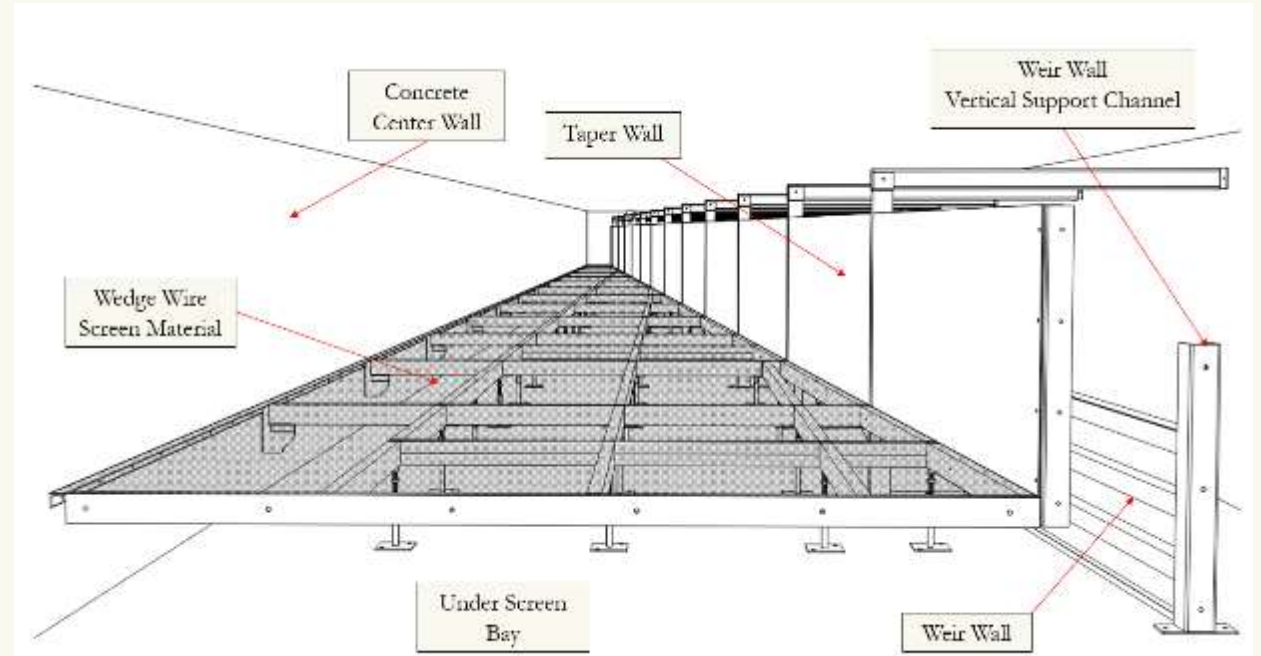 Concrete
Center Wall
Taper Wall
Weir Wall
Vertical Support Channel
Wedge Wire
Screen Material
Under Screen
Bay
Weir Wall